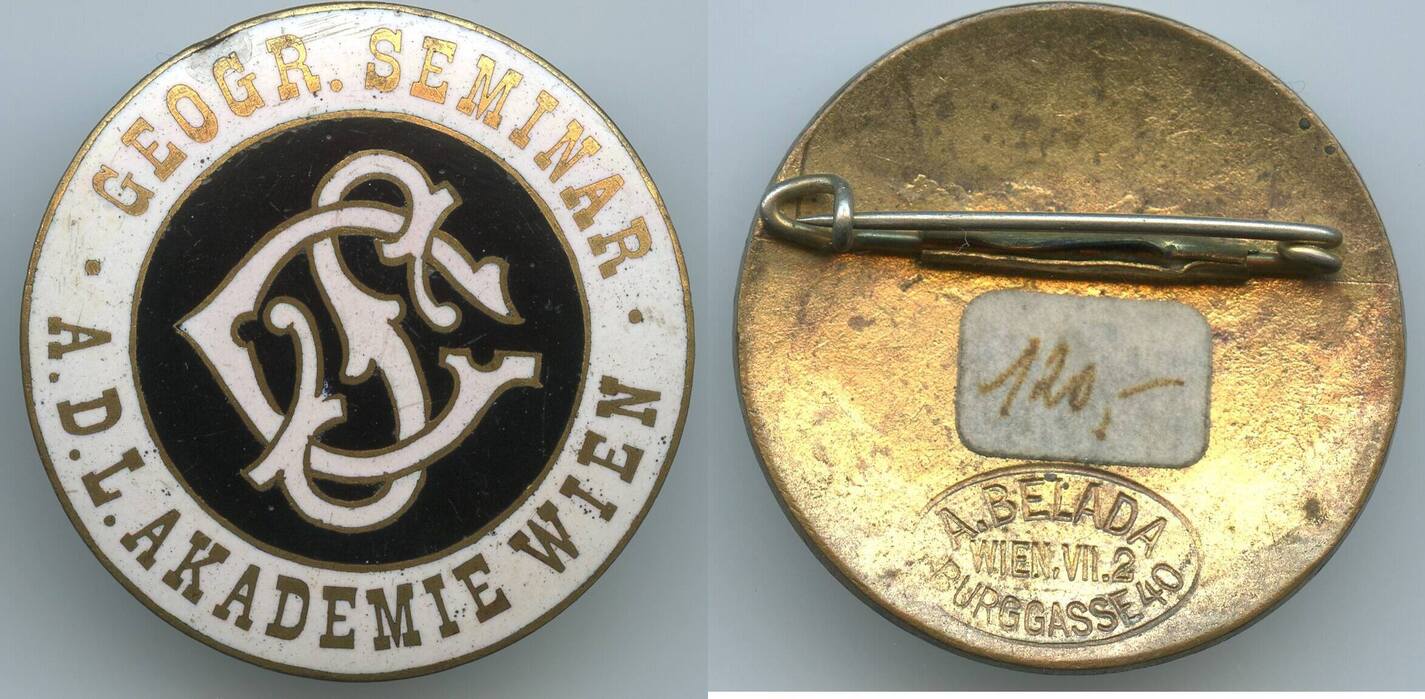 GEOGR. SEMINAR
A.D.L. AKADEMIE WIEN
120,-
A. BELADA
WIEN, VII. 2
BURGGASSE 40